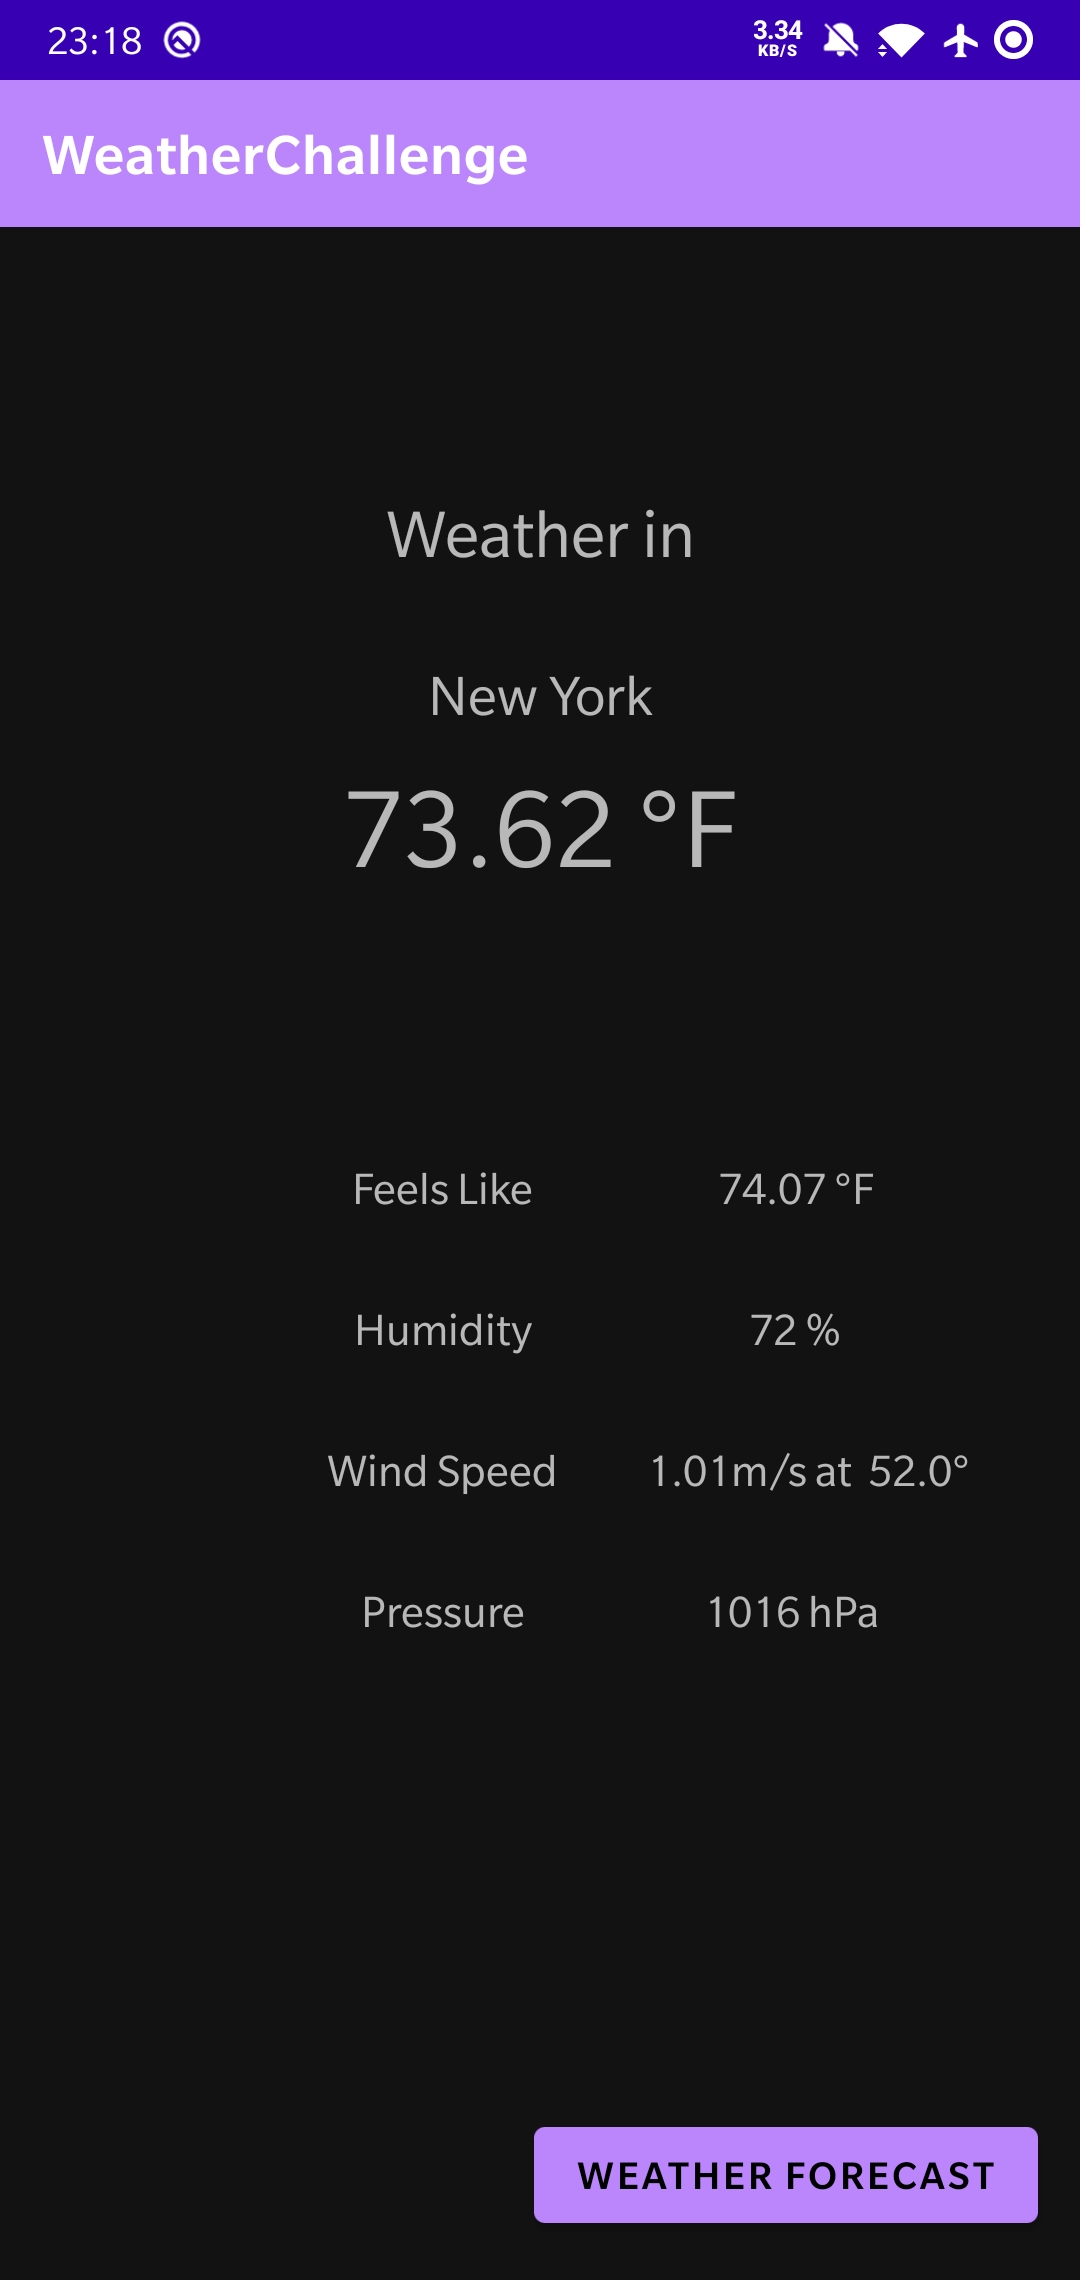 23:18
3.34
KB/S
WeatherChallenge
Weather in
New York
73.62 °F
Feels Like 74.07 °F
Humidity 72 %
Wind Speed 1.01m/s at 52.0°
Pressure 1016 hPa
WEATHER FORECAST